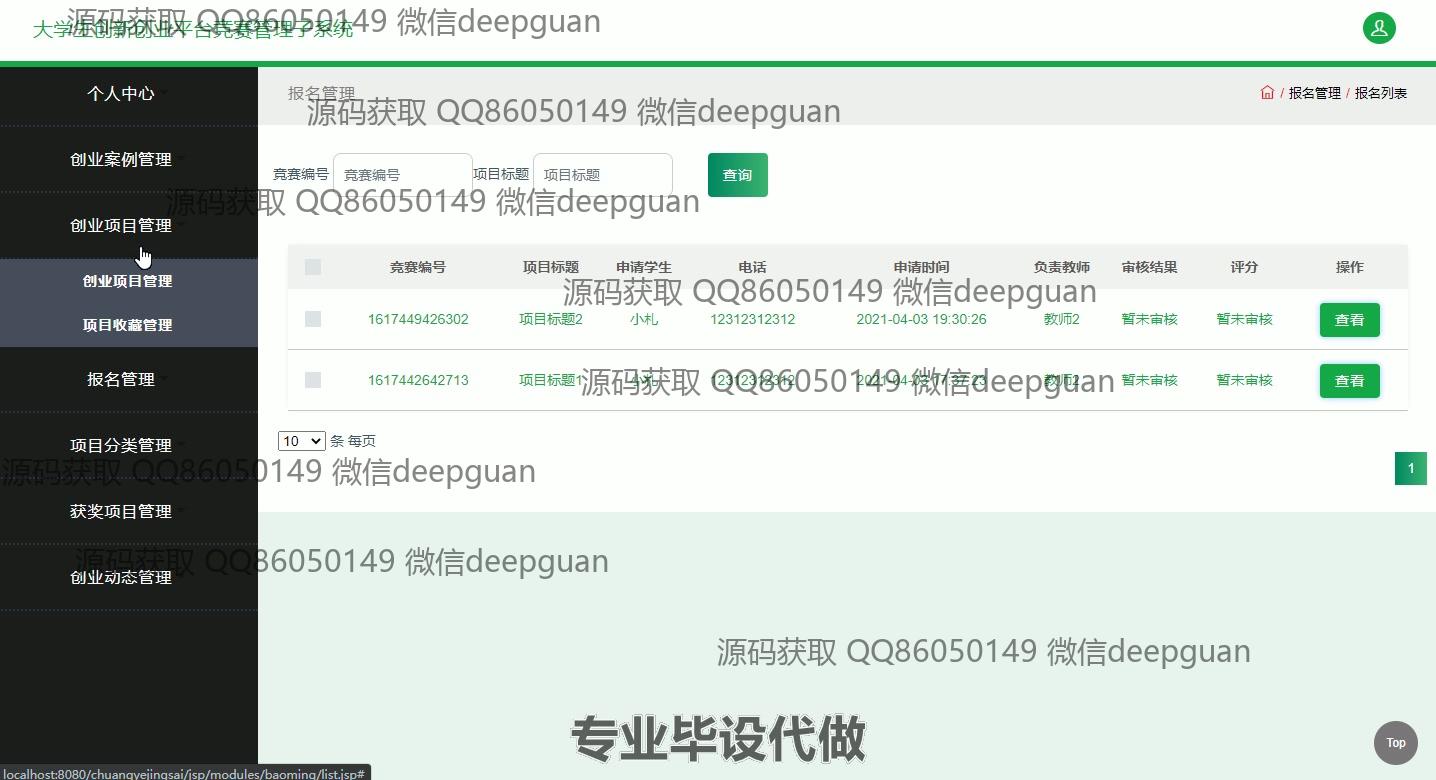 大学生创新创业平台竞赛管理子系统
源码获取 QQ86050149 微信deepguan
个人中心
报名管理
/ 报名管理 / 报名列表
源码获取 QQ86050149 微信deepguan
创业案例管理
竞赛编号 竞赛编号 项目标题 项目标题 查询
源码获取 QQ86050149 微信deepguan
创业项目管理
创业项目管理
项目收藏管理
竞赛编号 项目标题 申请学生 电话 申请时间 负责教师 审核结果 评分 操作
源码获取 QQ86050149 微信deepguan
1617449426302 项目标题2 小札 12312312312 2021-04-03 19:30:26 教师2 暂未审核 暂未审核 查看
1617442642713 项目标题1 小札 12312312312 2021-04-03 17:37:23 教师2 暂未审核 暂未审核 查看
源码获取 QQ86050149 微信deepguan
报名管理
10 条 每页
项目分类管理
源码获取 QQ86050149 微信deepguan
1
获奖项目管理
源码获取 QQ86050149 微信deepguan
创业动态管理
源码获取 QQ86050149 微信deepguan
专业毕设代做
Top
localhost:8080/chuangyejingsai/jsp/modules/baoming/list.jsp#